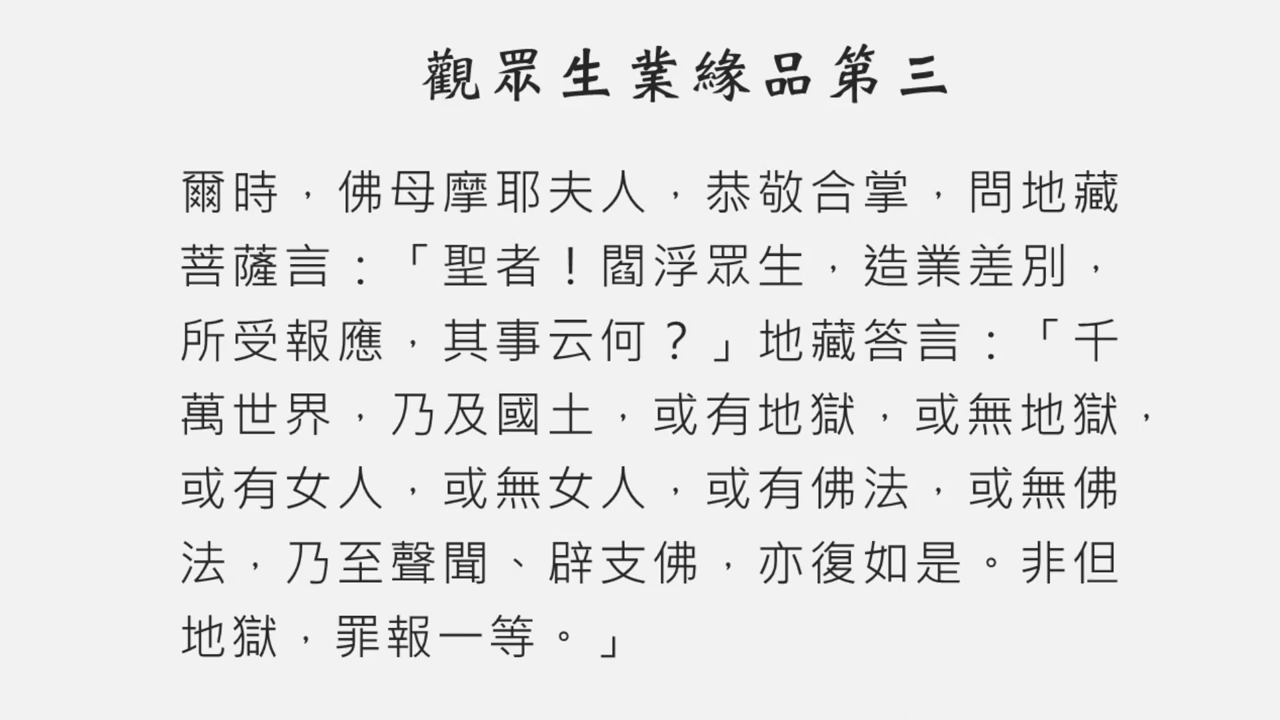 觀眾生業緣品第三
爾時，佛母摩耶夫人，恭敬合掌，問地藏
菩薩言：「聖者！閻浮眾生，造業差別，
所受報應，其事云何？」地藏答言：「千
萬世界，乃及國土，或有地獄，或無地獄，
或有女人，或無女人，或有佛法，或無佛
法，乃至聲聞、辟支佛，亦復如是。非但
地獄，罪報一等。」